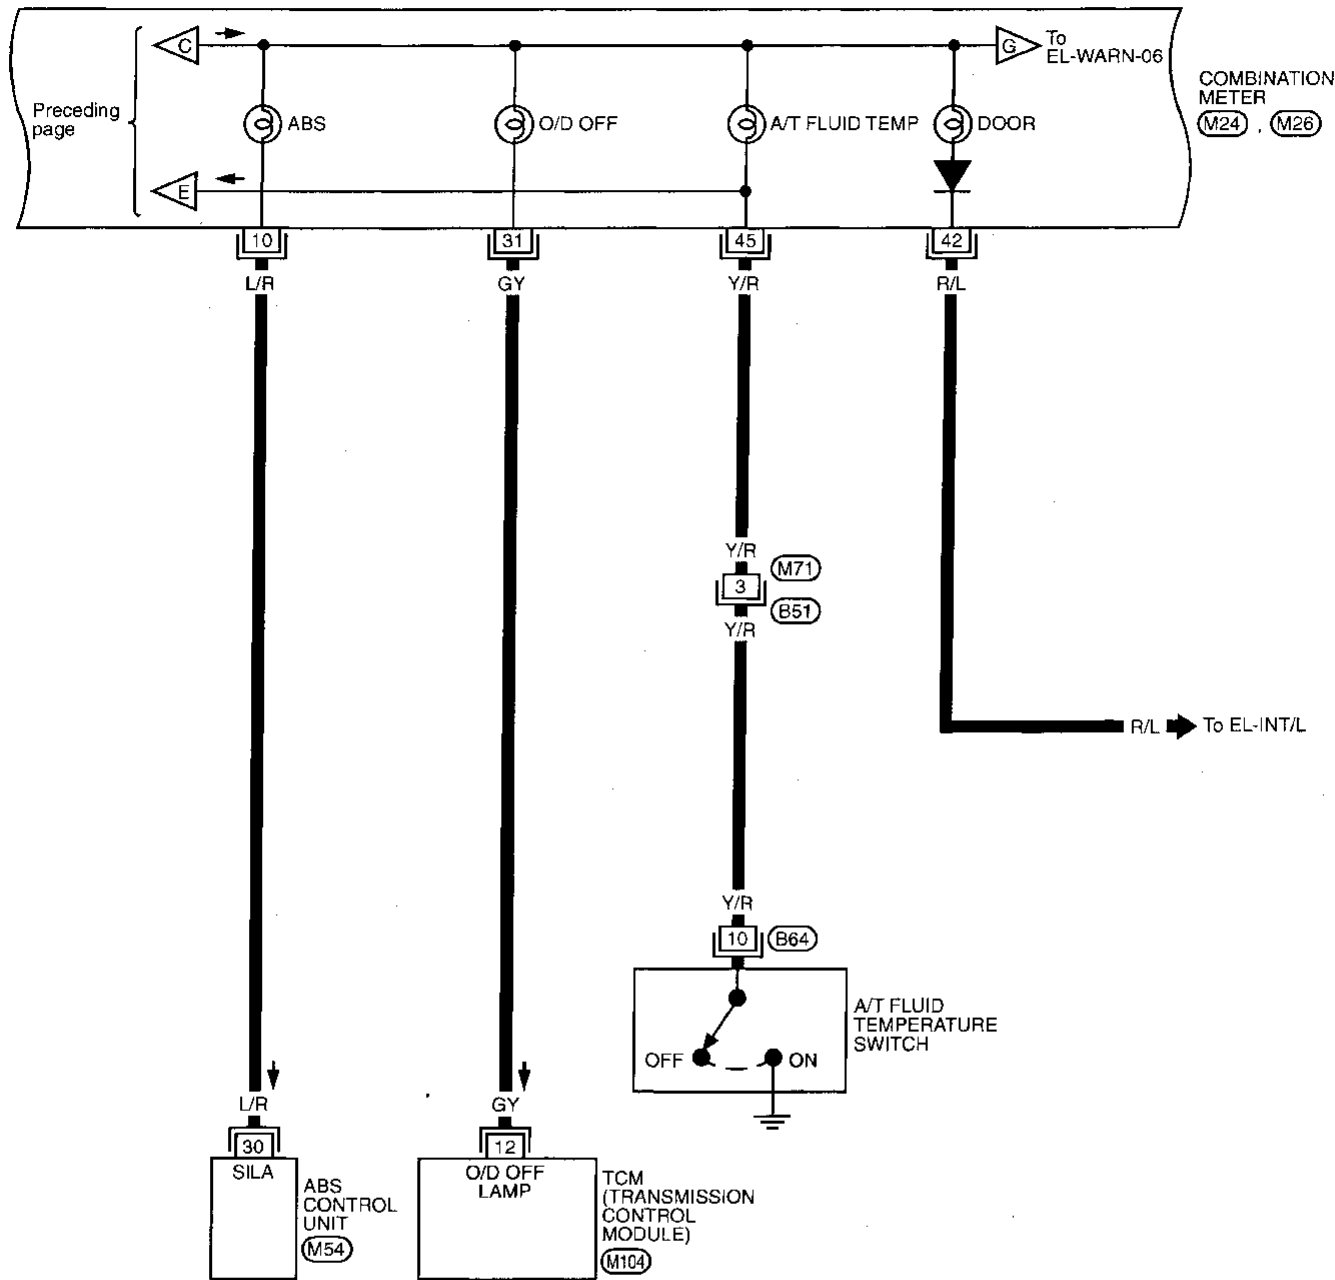 C
G
To
EL-WARN-06
COMBINATION
METER
M24 , M26
Preceding
page
ABS
O/D OFF
A/T FLUID TEMP
DOOR
E
10
31
45
42
L/R
GY
Y/R
R/L
Y/R
M71
3
B51
Y/R
R/L
To EL-INT/L
Y/R
10
B64
A/T FLUID
TEMPERATURE
SWITCH
OFF
ON
L/R
GY
30
12
SILA
ABS
CONTROL
UNIT
M54
O/D OFF
LAMP
TCM
(TRANSMISSION
CONTROL
MODULE)
M104